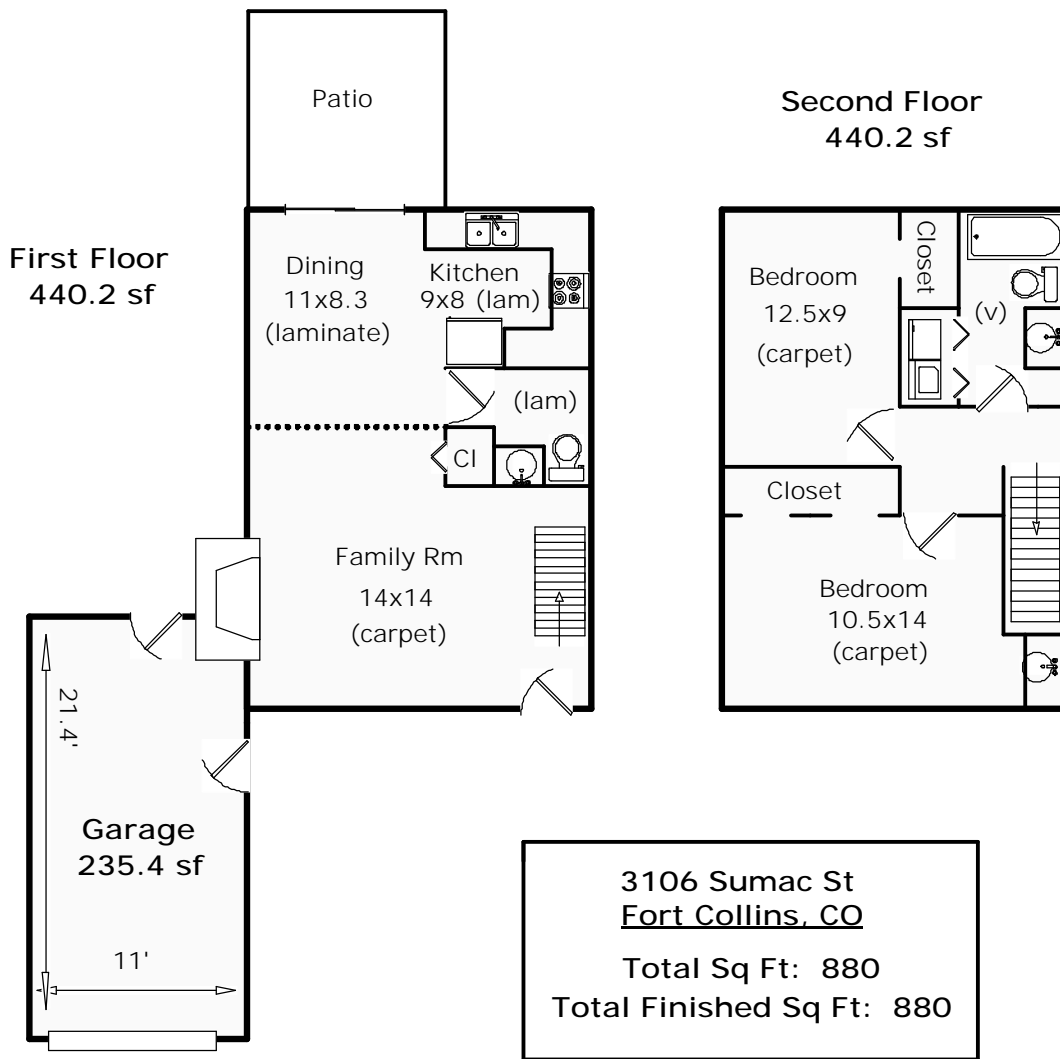 Patio
Second Floor
440.2 sf
First Floor
440.2 sf
Dining
11x8.3
(laminate)
Kitchen
9x8 (lam)
(lam)
Cl
Family Rm
14x14
(carpet)
Bedroom
12.5x9
(carpet)
Closet
(v)
Closet
Bedroom
10.5x14
(carpet)
21.4'
Garage
235.4 sf
11'
3106 Sumac St
Fort Collins, CO
Total Sq Ft: 880
Total Finished Sq Ft: 880